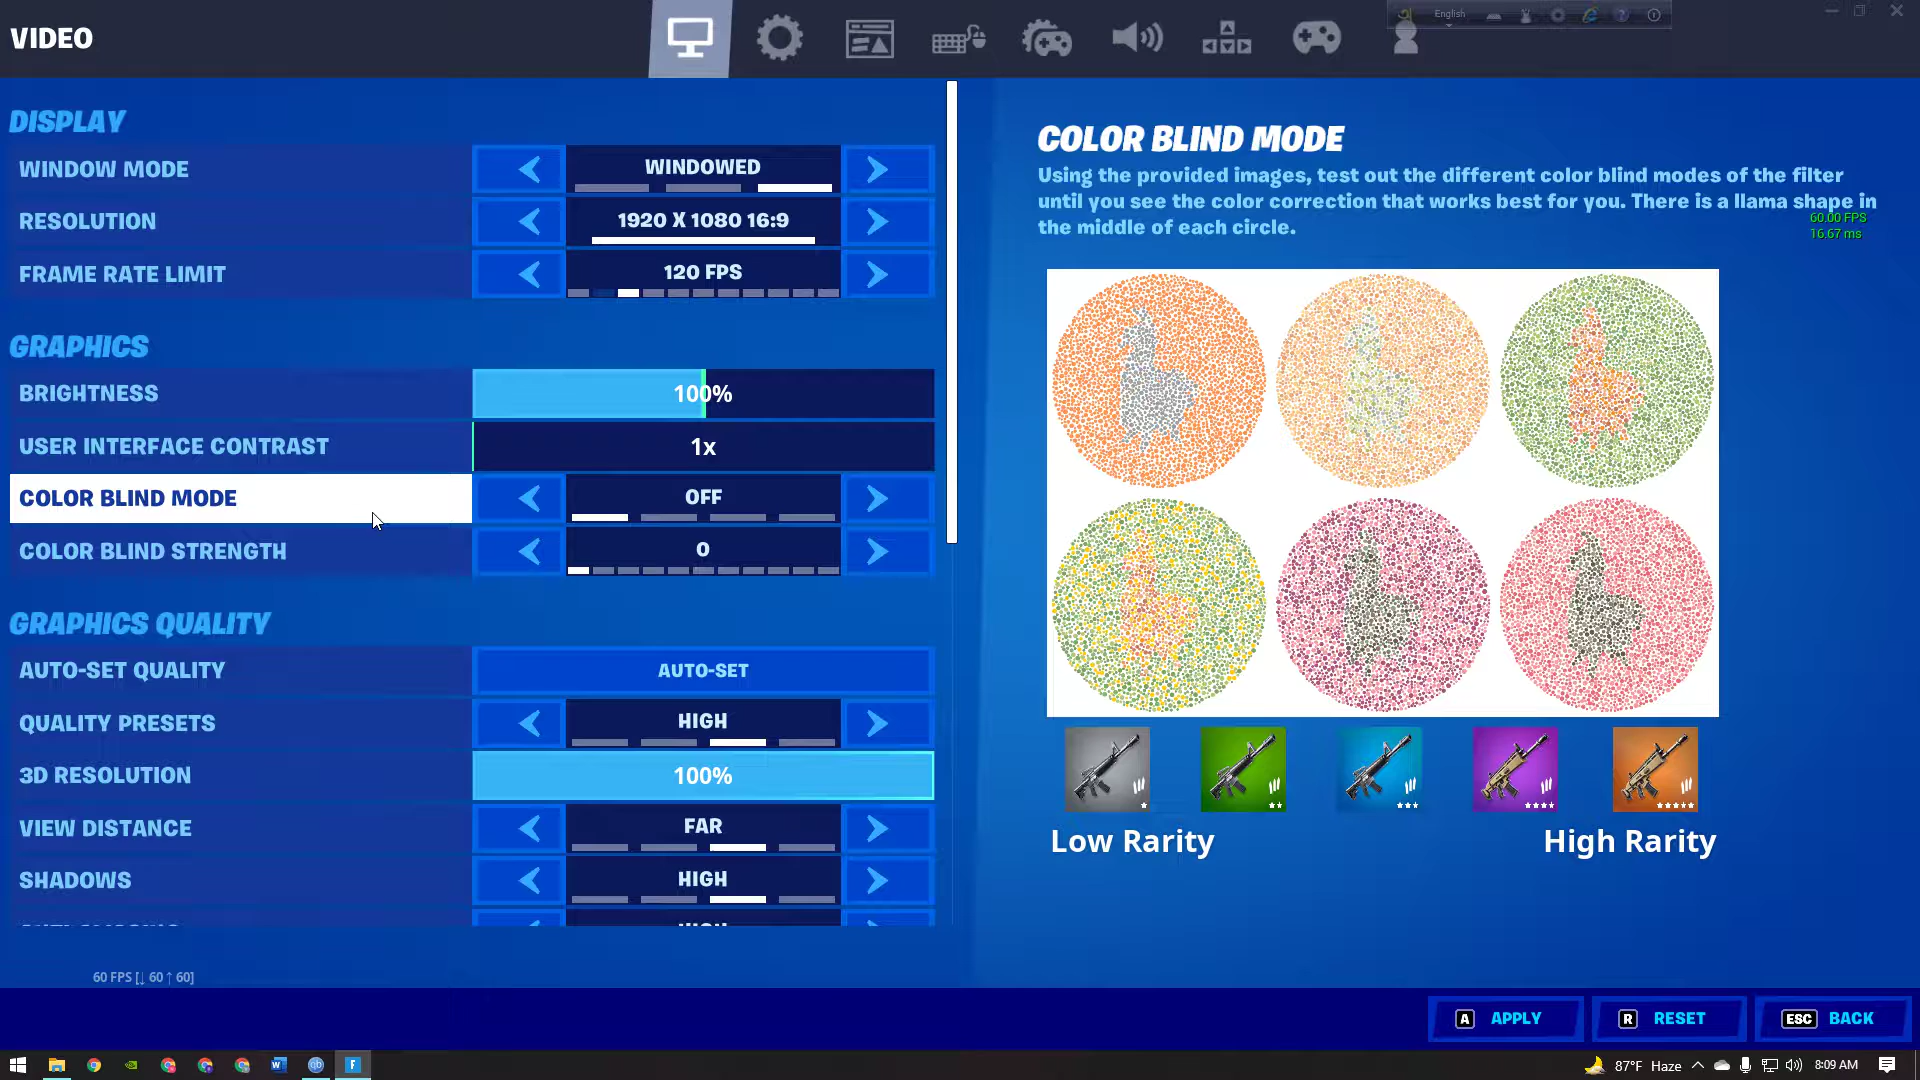 VIDEO
English
DISPLAY
WINDOW MODE
WINDOWED
RESOLUTION
1920 X 1080 16:9
FRAME RATE LIMIT
120 FPS
GRAPHICS
BRIGHTNESS
100%
USER INTERFACE CONTRAST
1x
COLOR BLIND MODE
OFF
COLOR BLIND STRENGTH
0
GRAPHICS QUALITY
AUTO-SET QUALITY
AUTO-SET
QUALITY PRESETS
HIGH
3D RESOLUTION
100%
VIEW DISTANCE
FAR
SHADOWS
HIGH
60 FPS [↓ 60 ↑ 60]
COLOR BLIND MODE
Using the provided images, test out the different color blind modes of the filter
until you see the color correction that works best for you. There is a llama shape in
the middle of each circle.
60.00 FPS
16.67 ms
Low Rarity
High Rarity
A APPLY
R RESET
ESC BACK
87°F Haze
8:09 AM